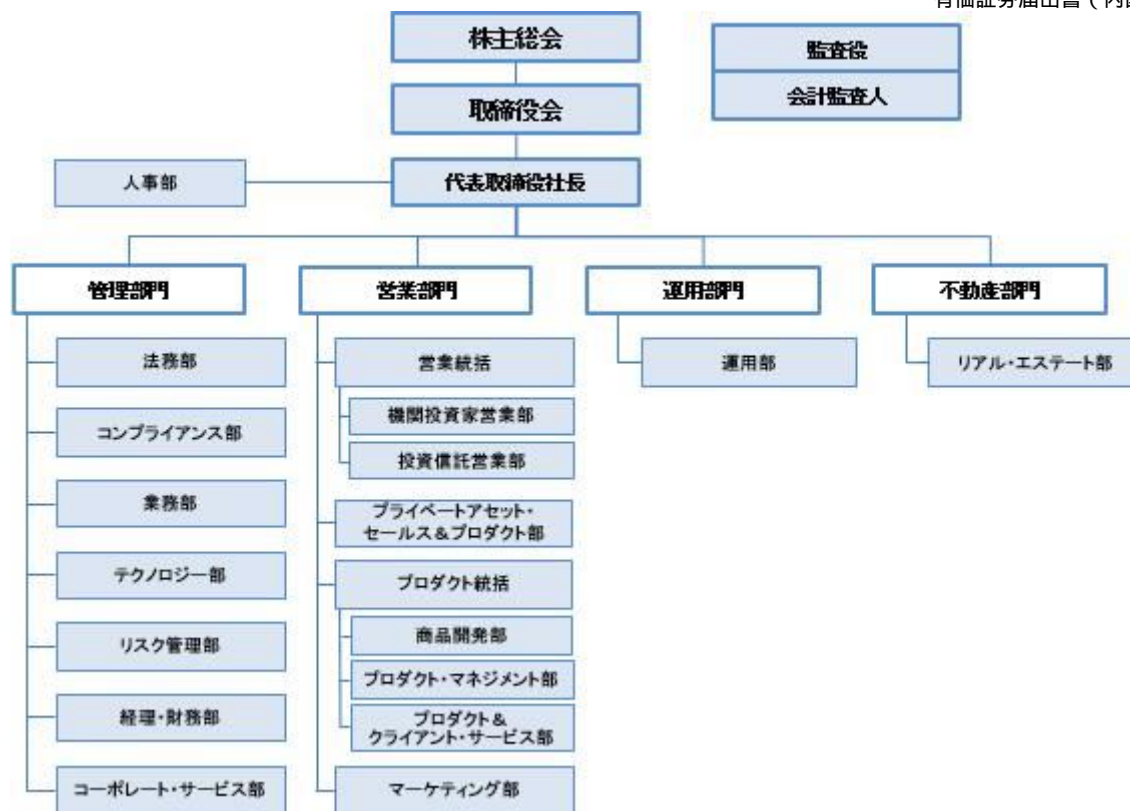 有価証券届出書(内国
株主総会
監査役
会計監査人
取締役会
人事部
代表取締役社長
管理部門
営業部門
運用部門
不動産部門
法務部
コンプライアンス部
業務部
テクノロジー部
リスク管理部
経理・財務部
コーポレート・サービス部
営業統括
機関投資家営業部
投資信託営業部
プライベートアセット・
セールス&プロダクト部
プロダクト統括
商品開発部
プロダクト・マネジメント部
プロダクト&
クライアント・サービス部
マーケティング部
運用部
リアル・エステート部